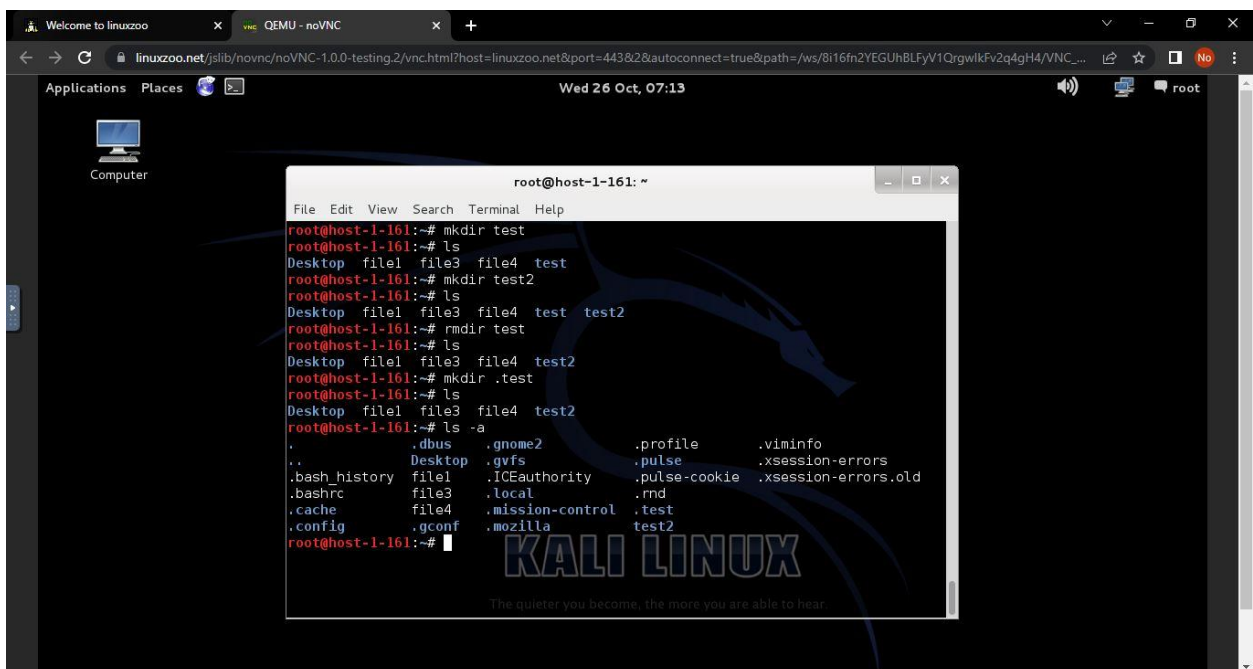 Welcome to linuxzoo
QEMU - noVNC
linuxzoo.net/jslib/novnc/noVNC-1.0.0-testing.2/vnc.html?host=linuxzoo.net&port=443&2&autoconnect=true&path=/ws/8i16fn2YEGUhBLFyV1QrgwlkFv2q4gH4/VNC_...
No
Applications Places Wed 26 Oct, 07:13 root
Computer
root@host-1-161: ~
File Edit View Search Terminal Help
root@host-1-161:~# mkdir test
root@host-1-161:~# ls
Desktop file1 file3 file4 test
root@host-1-161:~# mkdir test2
root@host-1-161:~# ls
Desktop file1 file3 file4 test test2
root@host-1-161:~# rmdir test
root@host-1-161:~# ls
Desktop file1 file3 file4 test2
root@host-1-161:~# mkdir .test
root@host-1-161:~# ls
Desktop file1 file3 file4 test2
root@host-1-161:~# ls -a
. .dbus .gnome2 .profile .viminfo
.. Desktop .gvfs .pulse .xsession-errors
.bash_history file1 .ICEauthority .pulse-cookie .xsession-errors.old
.bashrc file3 .local .rnd
.cache file4 .mission-control .test
.config .gconf .mozilla test2
root@host-1-161:~#
KALI LINUX
The quieter you become, the more you are able to hear.